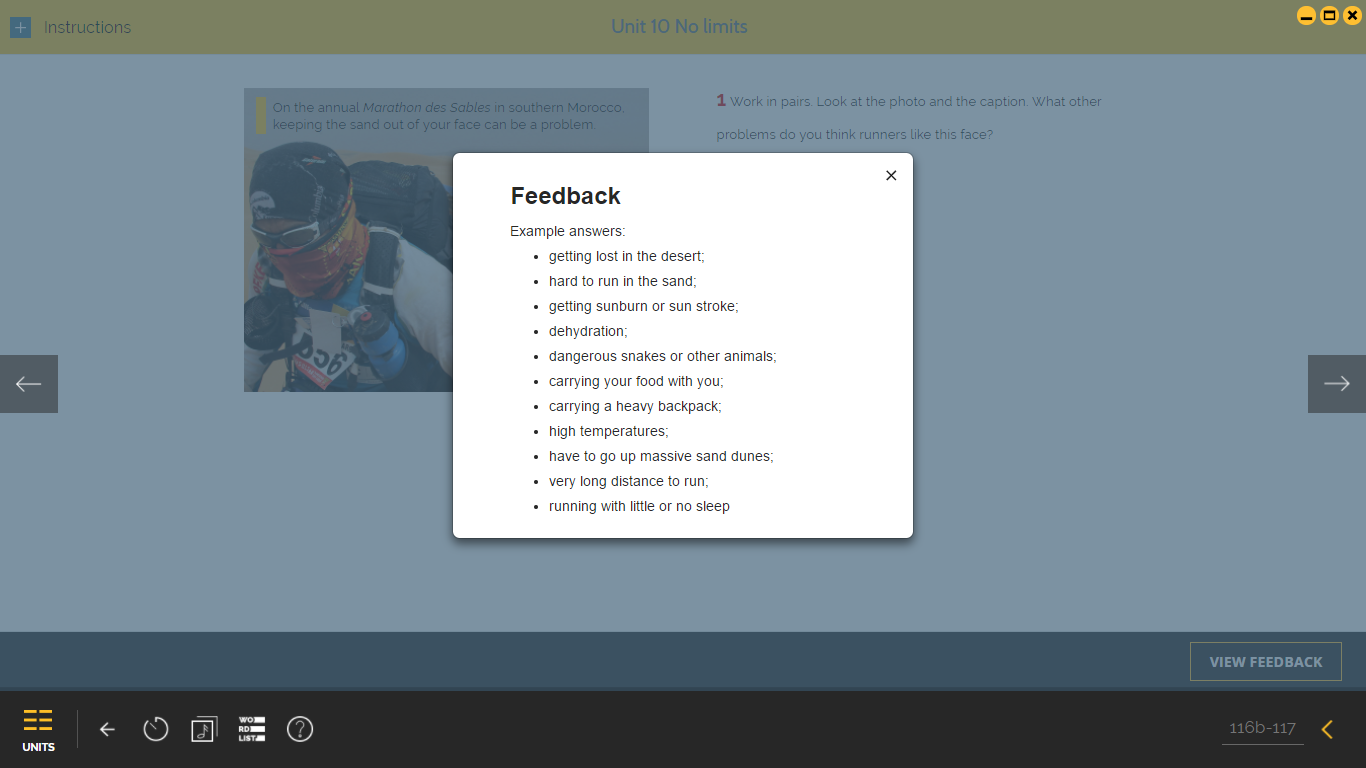 Instructions
Unit 10 No limits
On the annual Marathon des Sables in southern Morocco,
keeping the sand out of your face can be a problem.
1 Work in pairs. Look at the photo and the caption. What other
problems do you think runners like this face?
Feedback
Example answers:
• getting lost in the desert;
• hard to run in the sand;
• getting sunburn or sun stroke;
• dehydration;
• dangerous snakes or other animals;
• carrying your food with you;
• carrying a heavy backpack;
• high temperatures;
• have to go up massive sand dunes;
• very long distance to run;
• running with little or no sleep
VIEW FEEDBACK
UNITS
WO
RD
LIST
116b-117